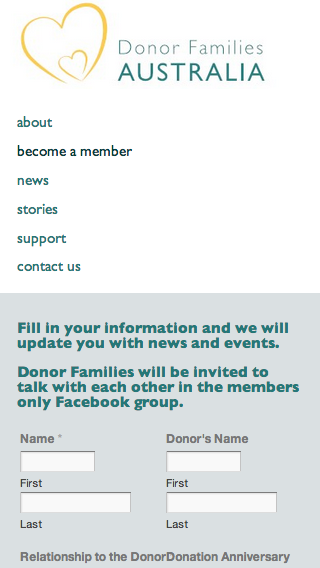 Donor Families
AUSTRALIA
about
become a member
news
stories
support
contact us
Fill in your information and we will
update you with news and events.
Donor Families will be invited to
talk with each other in the members
only Facebook group.
Name * Donor's Name
First First
Last Last
Relationship to the Donor Donation Anniversary